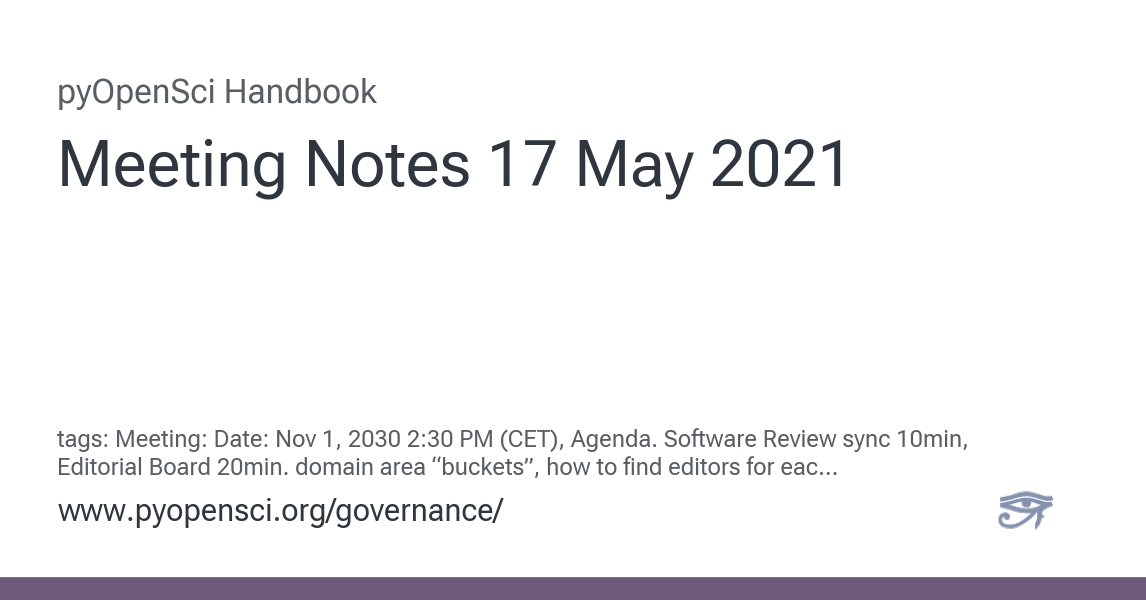 pyOpenSci Handbook
Meeting Notes 17 May 2021
tags: Meeting: Date: Nov 1, 2030 2:30 PM (CET), Agenda. Software Review sync 10min,
Editorial Board 20min. domain area “buckets”, how to find editors for eac...
www.pyopensci.org/governance/